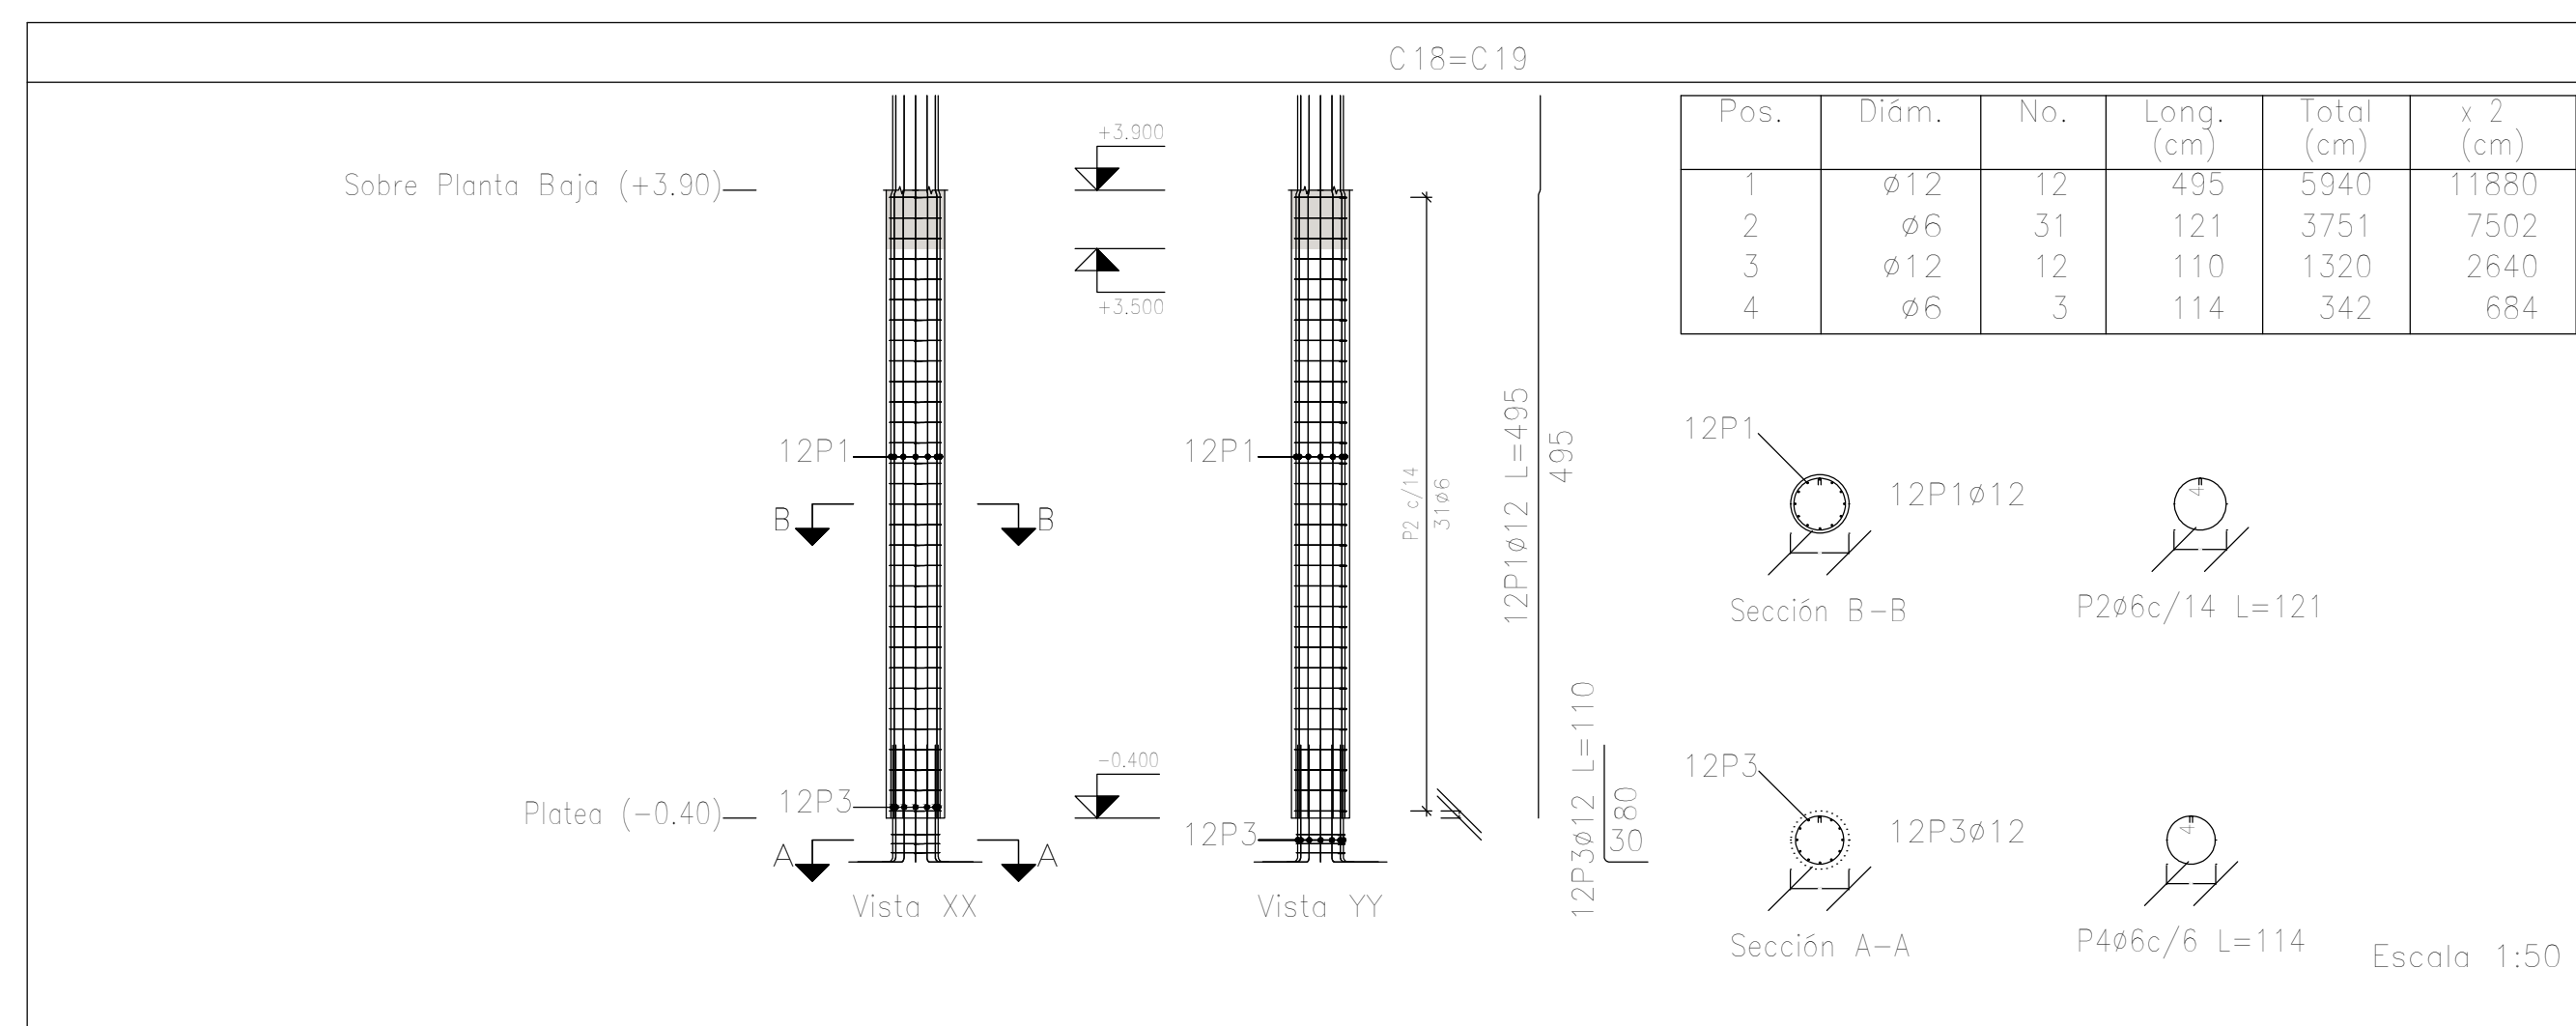 C18=C19
Pos. Diám. No. Long. (cm) Total (cm) x 2 (cm)
1 ø12 12 495 5940 11880
2 ø6 31 121 3751 7502
3 ø12 12 110 1320 2640
4 ø6 3 114 342 684
+3.900
Sobre Planta Baja (+3.90)
+3.500
12P1
12P1
B
B
P2 c/14
31ø6
12P1ø12 L=495
495
12P1
12P1ø12
4
Sección B-B
P2ø6c/14 L=121
-0.400
Platea (-0.40)
12P3
12P3
A
A
Vista XX
Vista YY
12P3ø12 L=110
80
30
12P3
12P3ø12
4
Sección A-A
P4ø6c/6 L=114
Escala 1:50